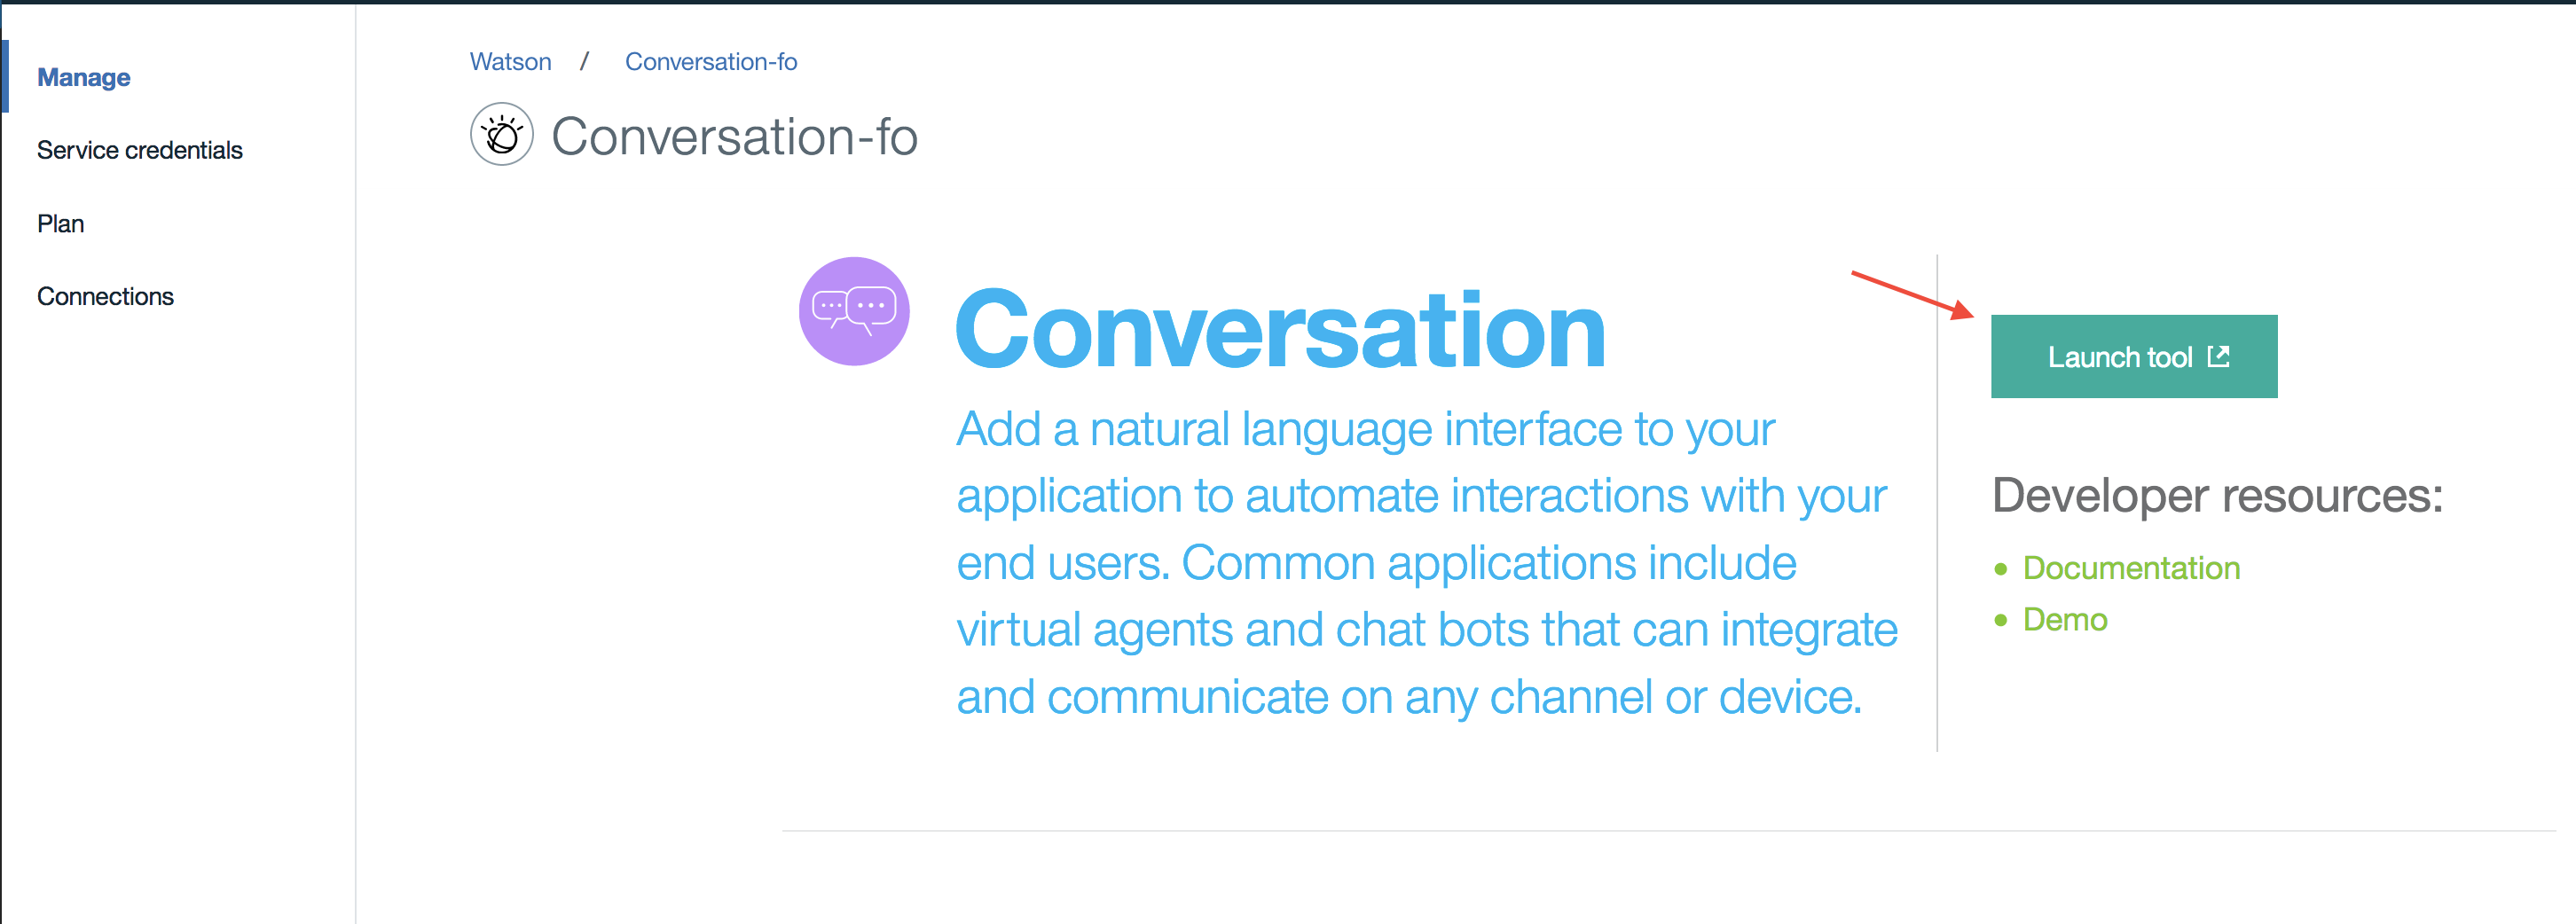 Manage
Service credentials
Plan
Connections
Watson / Conversation-fo
Conversation-fo
Conversation
Add a natural language interface to your
application to automate interactions with your
end users. Common applications include
virtual agents and chat bots that can integrate
and communicate on any channel or device.
Launch tool
Developer resources:
Documentation
Demo